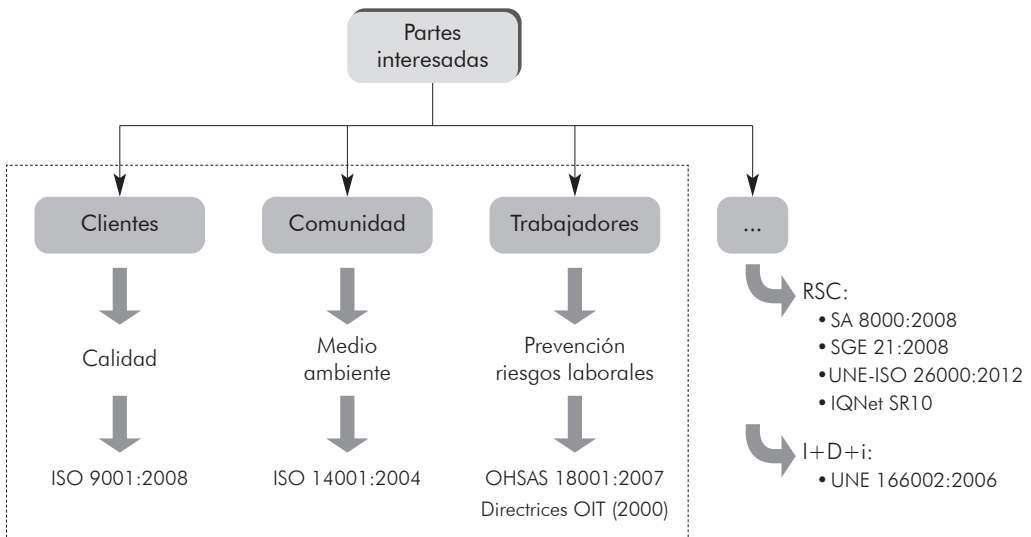 Partes
interesadas
Clientes
Comunidad
Trabajadores
...
Calidad
Medio
ambiente
Prevención
riesgos laborales
ISO 9001:2008
ISO 14001:2004
OHSAS 18001:2007
Directrices OIT (2000)
RSC:
• SA 8000:2008
• SGE 21:2008
• UNE-ISO 26000:2012
• IQNet SR10
I+D+i:
• UNE 166002:2006